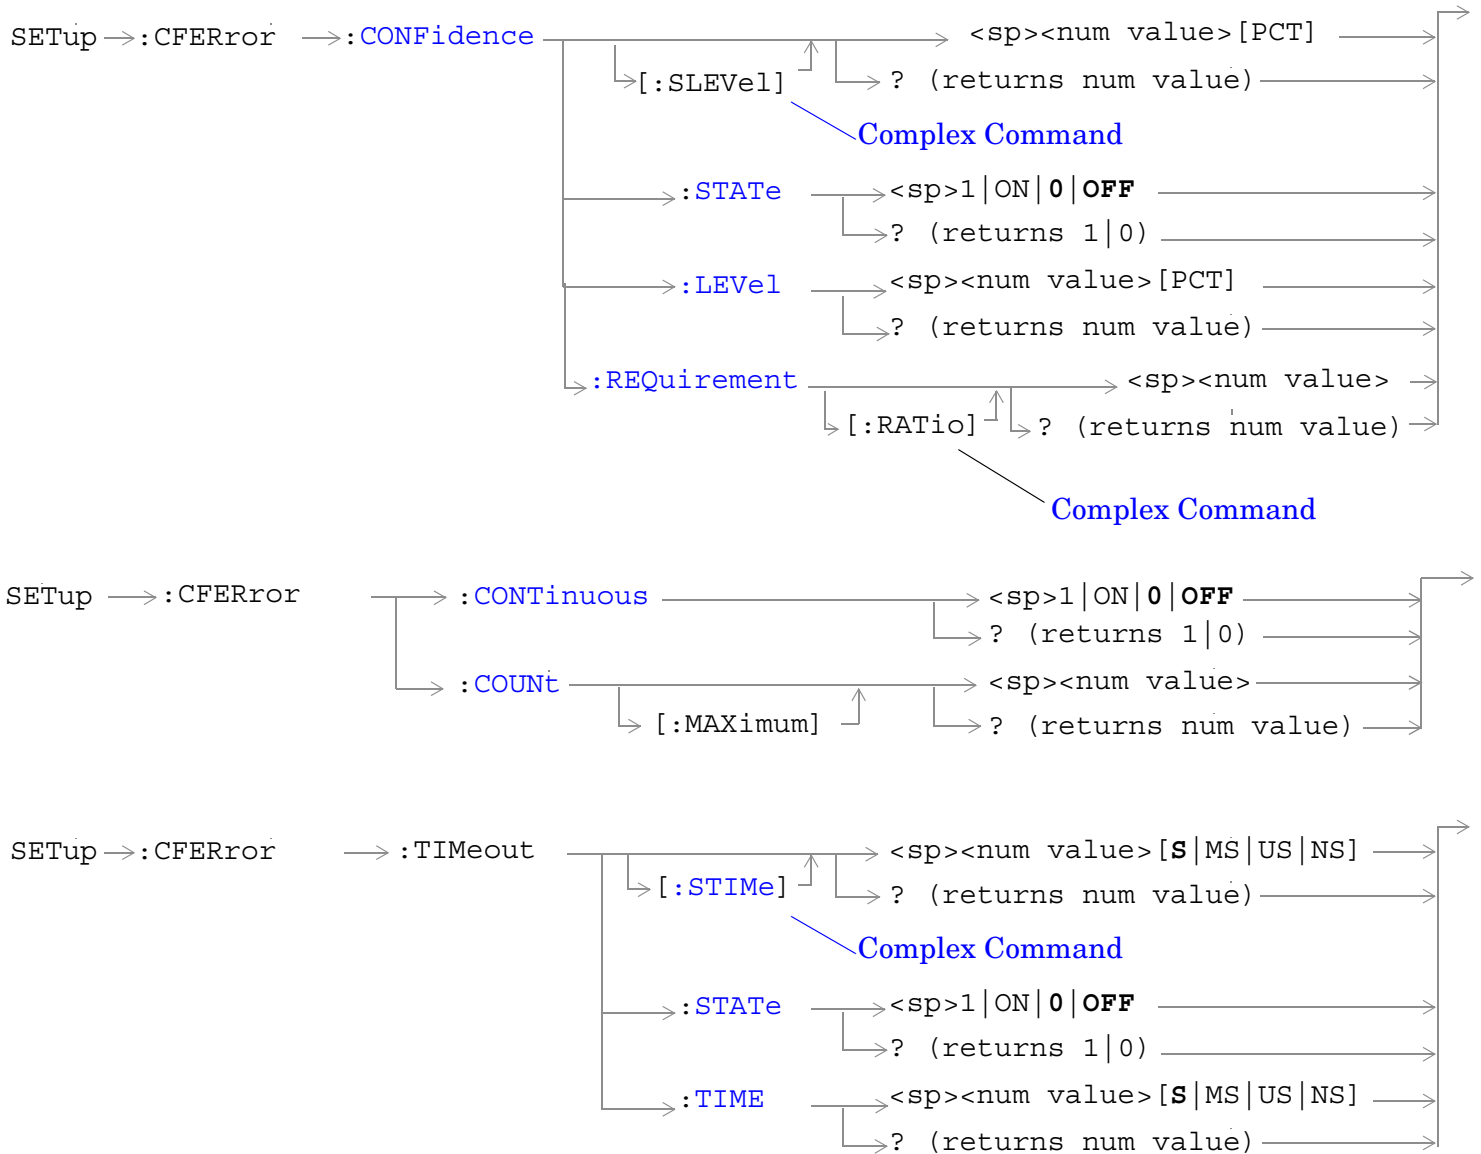 SETup :CFERror :CONFidence <sp><num value>[PCT]
[:SLEVel] ? (returns num value)
Complex Command
:STATe <sp>1|ON|0|OFF
? (returns 1|0)
:LEVel <sp><num value>[PCT]
? (returns num value)
:REQuirement <sp><num value>
[:RATio] ? (returns num value)
Complex Command
SETup :CFERror :CONTinuous <sp>1|ON|0|OFF
? (returns 1|0)
:COUNt <sp><num value>
[:MAXimum] ? (returns num value)
SETup :CFERror :TIMeout <sp><num value>[S|MS|US|NS]
[:STIMe] ? (returns num value)
Complex Command
:STATe <sp>1|ON|0|OFF
? (returns 1|0)
:TIME <sp><num value>[S|MS|US|NS]
? (returns num value)